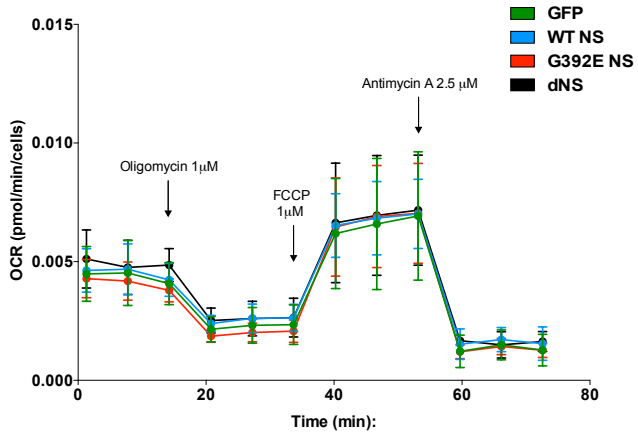 GFP
WT NS
G392E NS
dNS
0.015
0.010
0.005
0.000
OCR (pmol/min/cells)
Oligomycin 1μM
FCCP
1μM
Antimycin A 2.5 μM
0
20
40
60
80
Time (min):